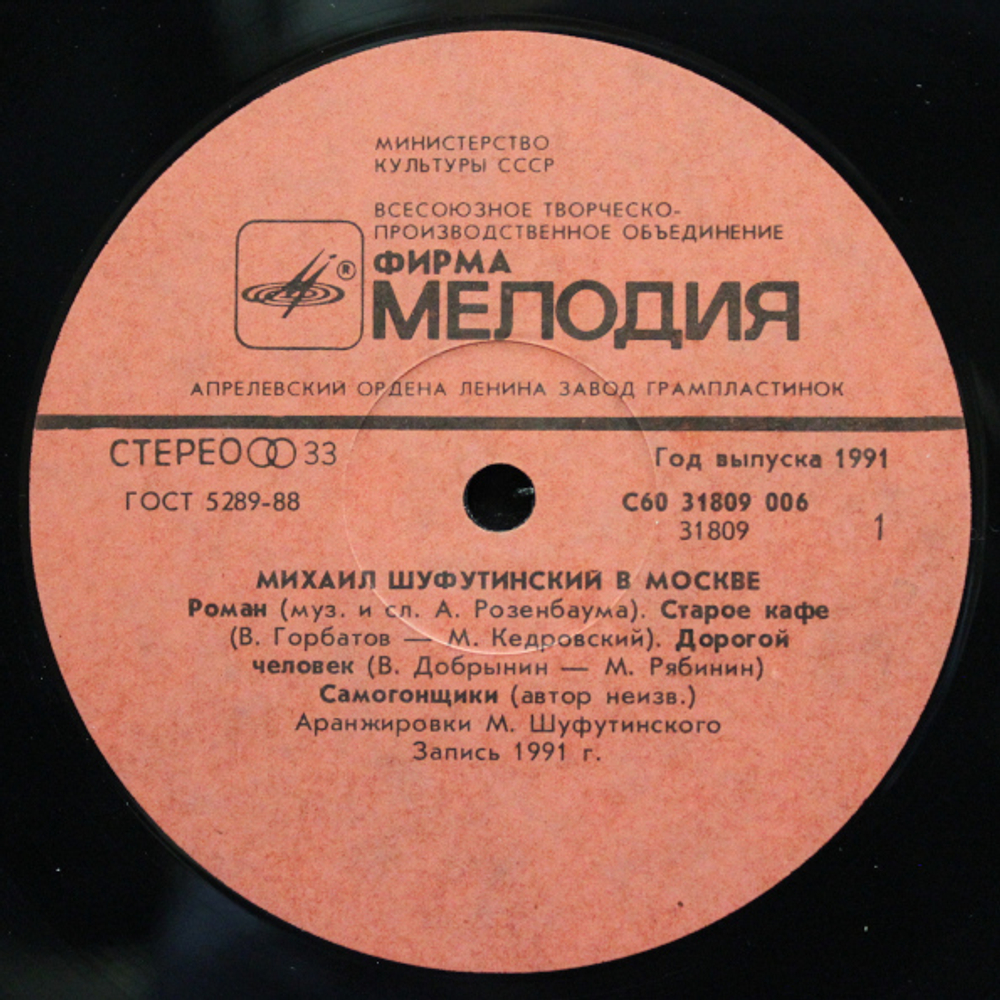 МИНИСТЕРСТВО
КУЛЬТУРЫ СССР
ВСЕСОЮЗНОЕ ТВОРЧЕСКО-
ПРОИЗВОДСТВЕННОЕ ОБЪЕДИНЕНИЕ
®
ФИРМА
МЕЛОДИЯ
АПРЕЛЕВСКИЙ ОРДЕНА ЛЕНИНА ЗАВОД ГРАМПЛАСТИНОК
СТЕРЕО 33
Год выпуска 1991
ГОСТ 5289-88
С60 31809 006
31809
1
МИХАИЛ ШУФУТИНСКИЙ В МОСКВЕ
Роман (муз. и сл. А. Розенбаума). Старое кафе
(В. Горбатов — М. Кедровский). Дорогой
человек (В. Добрынин — М. Рябинин)
Самогонщики (автор неизв.)
Аранжировки М. Шуфутинского
Запись 1991 г.